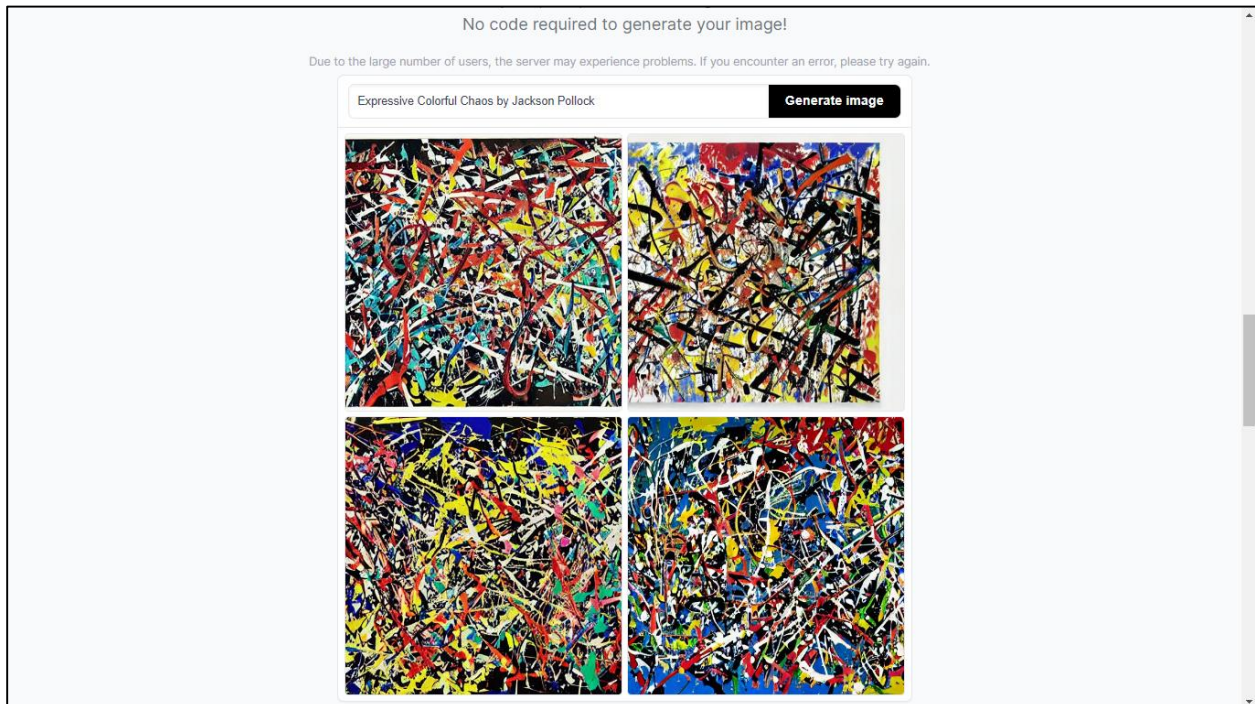 No code required to generate your image!
Due to the large number of users, the server may experience problems. If you encounter an error, please try again.
Expressive Colorful Chaos by Jackson Pollock
Generate image